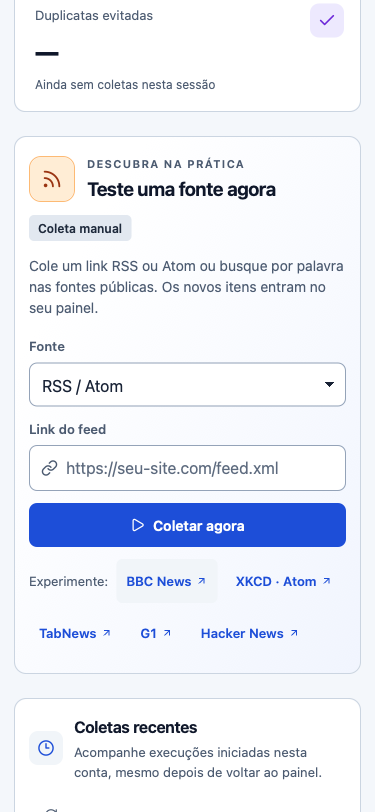 Duplicatas evitadas
—
Ainda sem coletas nesta sessão
DESCUBRA NA PRÁTICA
Teste uma fonte agora
Coleta manual
Cole um link RSS ou Atom ou busque por palavra
nas fontes públicas. Os novos itens entram no
seu painel.
Fonte
RSS / Atom
Link do feed
https://seu-site.com/feed.xml
Coletar agora
Experimente: BBC News ↗ XKCD · Atom ↗
TabNews ↗ G1 ↗ Hacker News ↗
Coletas recentes
Acompanhe execuções iniciadas nesta
conta, mesmo depois de voltar ao painel.